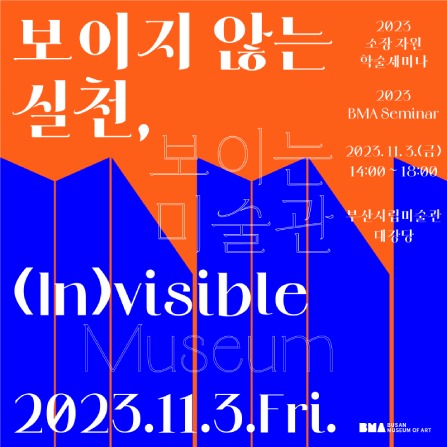 보이지 않는
실천,
보이는
미술관
(In)visible
Museum
2023.11.3.Fri.
2023
소장자원
학술세미나
2023
BMA Seminar
2023. 11. 3.(금)
14:00 ~ 18:00
부산시립미술관
대강당
BMA BUSAN
MUSEUM OF ART